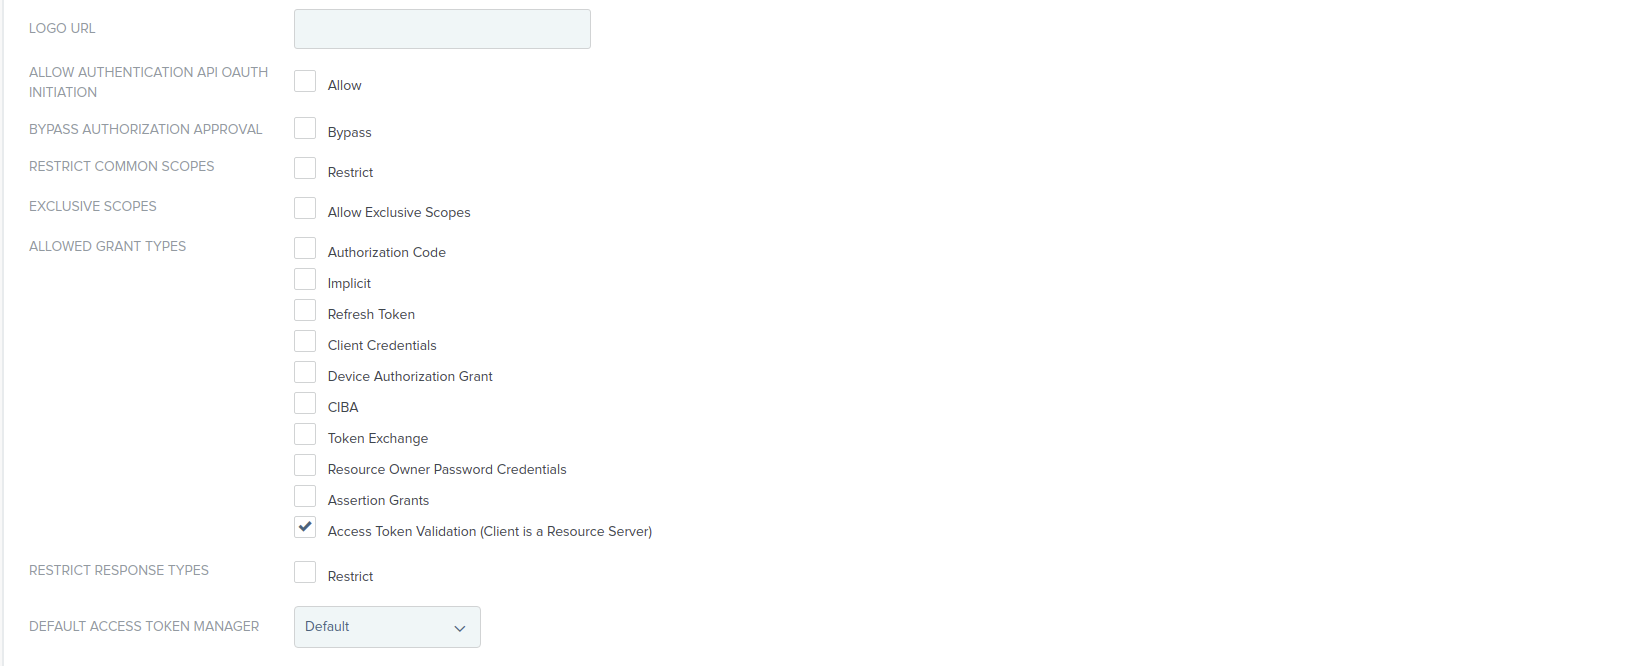 LOGO URL
ALLOW AUTHENTICATION API OAUTH
INITIATION
Allow
BYPASS AUTHORIZATION APPROVAL
Bypass
RESTRICT COMMON SCOPES
Restrict
EXCLUSIVE SCOPES
Allow Exclusive Scopes
ALLOWED GRANT TYPES
Authorization Code
Implicit
Refresh Token
Client Credentials
Device Authorization Grant
CIBA
Token Exchange
Resource Owner Password Credentials
Assertion Grants
Access Token Validation (Client is a Resource Server)
RESTRICT RESPONSE TYPES
Restrict
DEFAULT ACCESS TOKEN MANAGER
Default